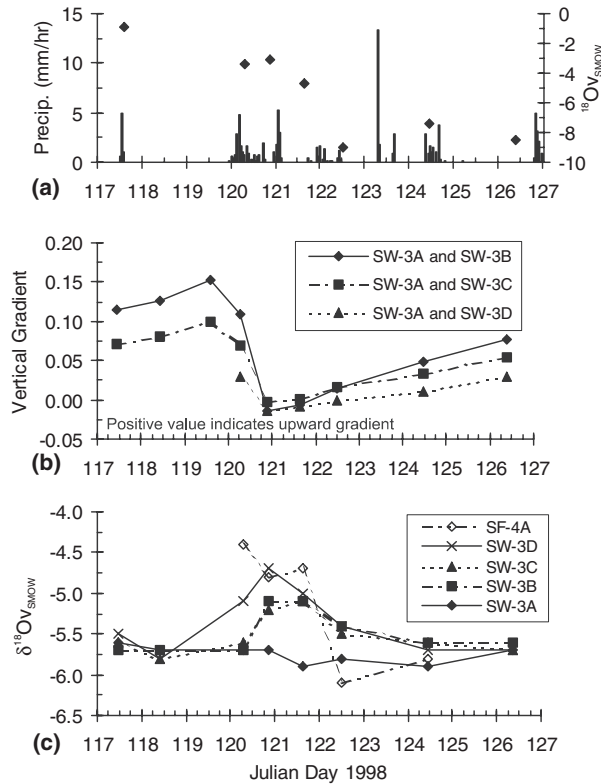 Precip. (mm/hr)
15
10
5
0
0
-2
-4
-6
-8
-10
¹⁸Ov_SMOW
117 118 119 120 121 122 123 124 125 126 127
(a)
Vertical Gradient
0.20
0.15
0.10
0.05
0.00
-0.05
SW-3A and SW-3B
SW-3A and SW-3C
SW-3A and SW-3D
Positive value indicates upward gradient
117 118 119 120 121 122 123 124 125 126 127
(b)
δ¹⁸Ov_SMOW
-4.0
-4.5
-5.0
-5.5
-6.0
-6.5
SF-4A
SW-3D
SW-3C
SW-3B
SW-3A
117 118 119 120 121 122 123 124 125 126 127
(c)
Julian Day 1998